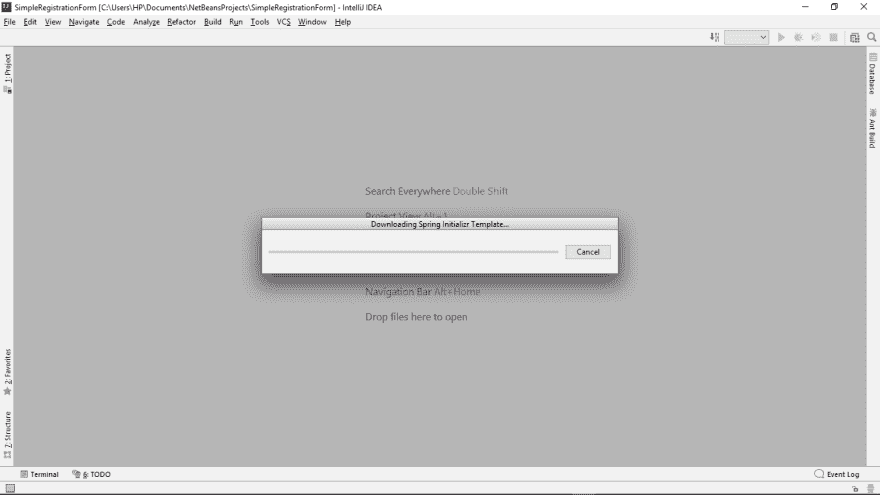 SimpleRegistrationForm [C:\Users\HP\Documents\NetBeansProjects\SimpleRegistrationForm] - IntelliJ IDEA
File Edit View Navigate Code Analyze Refactor Build Run Tools VCS Window Help
1: Project
Database
Ant Build
Search Everywhere Double Shift
Project View Alt+1
Downloading Spring Initializr Template...
Cancel
Navigation Bar Alt+Home
Drop files here to open
2: Favorites
7: Structure
Terminal 6: TODO Event Log